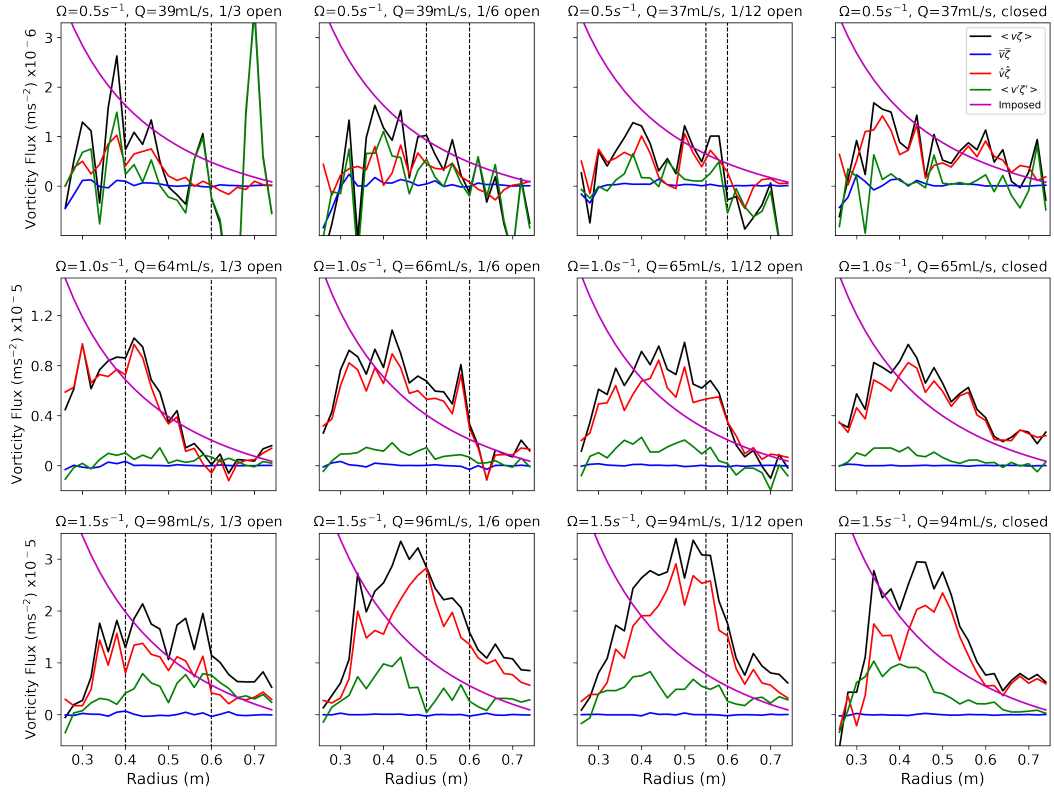 Ω=0.5s⁻¹, Q=39mL/s, 1/3 open
Ω=0.5s⁻¹, Q=39mL/s, 1/6 open
Ω=0.5s⁻¹, Q=37mL/s, 1/12 open
Ω=0.5s⁻¹, Q=37mL/s, closed
Vorticity Flux (ms⁻²) x10⁻6
3
2
1
0
< vζ >
v̅ζ̅
v̂ζ̂
< v′ζ′ >
Imposed
Ω=1.0s⁻¹, Q=64mL/s, 1/3 open
Ω=1.0s⁻¹, Q=66mL/s, 1/6 open
Ω=1.0s⁻¹, Q=65mL/s, 1/12 open
Ω=1.0s⁻¹, Q=65mL/s, closed
Vorticity Flux (ms⁻²) x10⁻5
1.2
0.8
0.4
0
Ω=1.5s⁻¹, Q=98mL/s, 1/3 open
Ω=1.5s⁻¹, Q=96mL/s, 1/6 open
Ω=1.5s⁻¹, Q=94mL/s, 1/12 open
Ω=1.5s⁻¹, Q=94mL/s, closed
Vorticity Flux (ms⁻²) x10⁻5
3
2
1
0
0.3 0.4 0.5 0.6 0.7
0.3 0.4 0.5 0.6 0.7
0.3 0.4 0.5 0.6 0.7
0.3 0.4 0.5 0.6 0.7
Radius (m)
Radius (m)
Radius (m)
Radius (m)